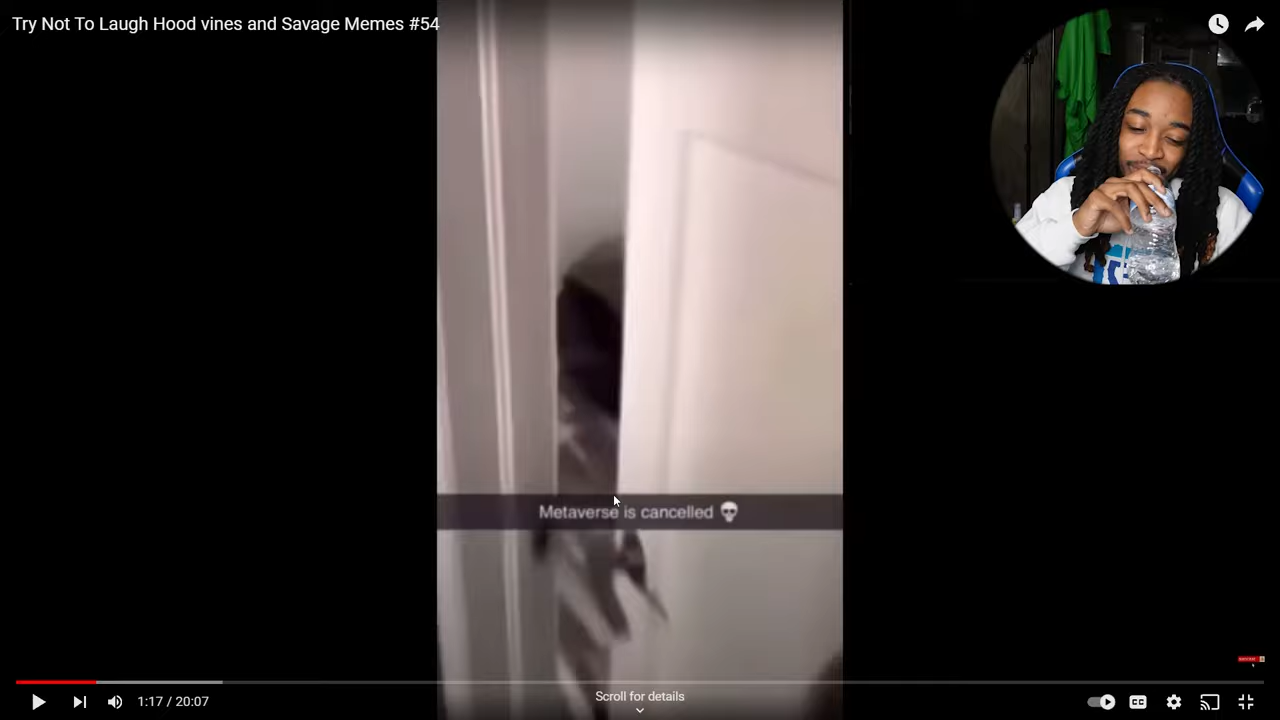 Try Not To Laugh Hood vines and Savage Memes #54
Metaverse is cancelled 💀
Scroll for details
1:17 / 20:07
CC